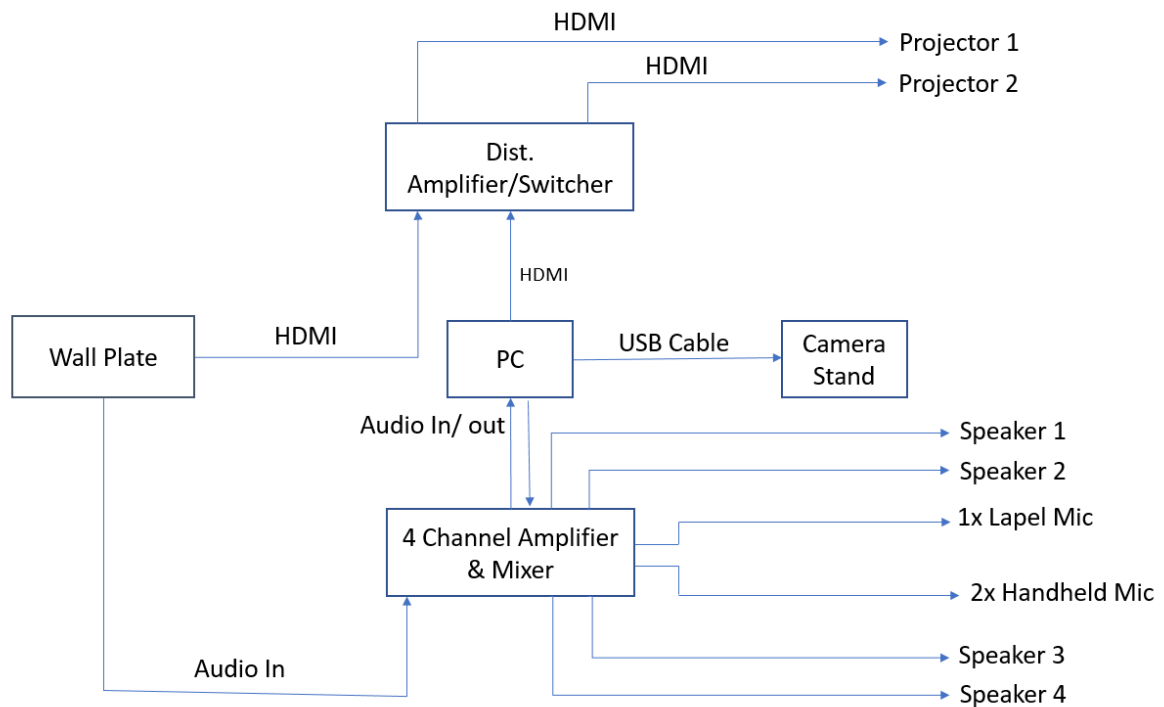 HDMI
Projector 1
HDMI
Projector 2
Dist.
Amplifier/Switcher
HDMI
HDMI
Wall Plate
PC
USB Cable
Camera
Stand
Audio In/ out
Speaker 1
Speaker 2
1x Lapel Mic
4 Channel Amplifier
& Mixer
2x Handheld Mic
Speaker 3
Audio In
Speaker 4